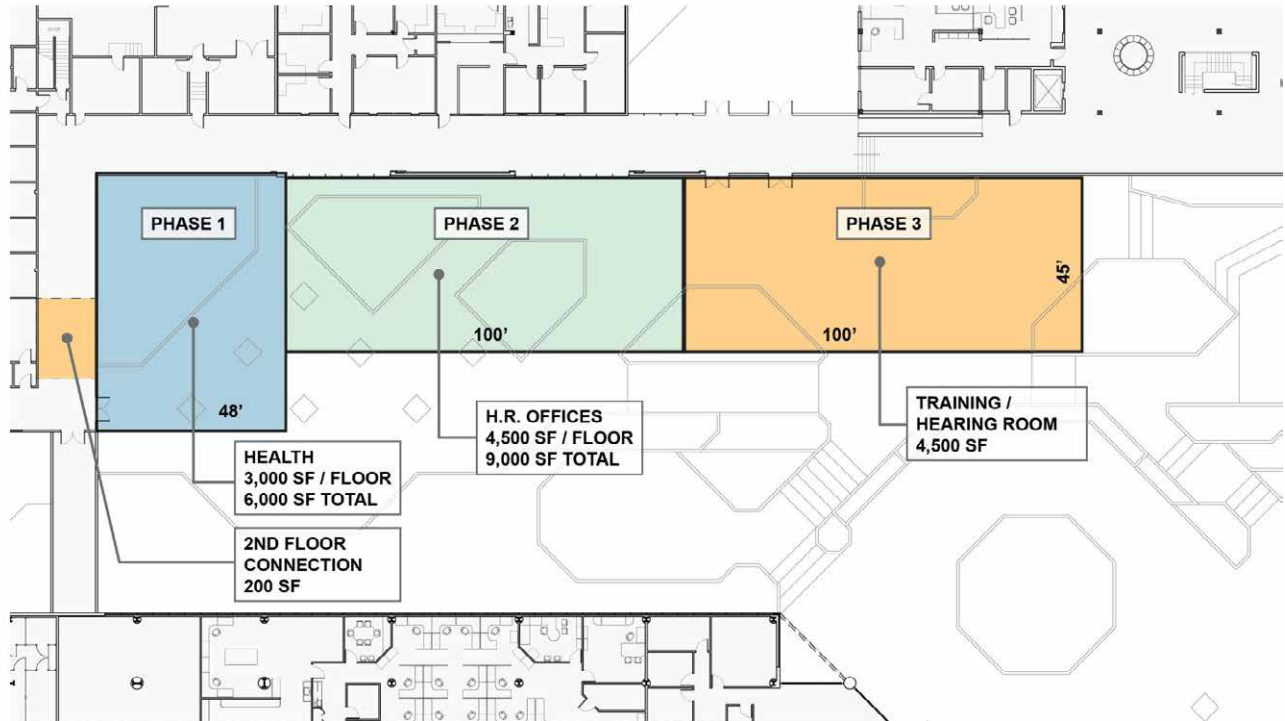 PHASE 1
PHASE 2
PHASE 3
45'
100'
100'
48'
HEALTH
3,000 SF / FLOOR
6,000 SF TOTAL
H.R. OFFICES
4,500 SF / FLOOR
9,000 SF TOTAL
TRAINING /
HEARING ROOM
4,500 SF
2ND FLOOR
CONNECTION
200 SF